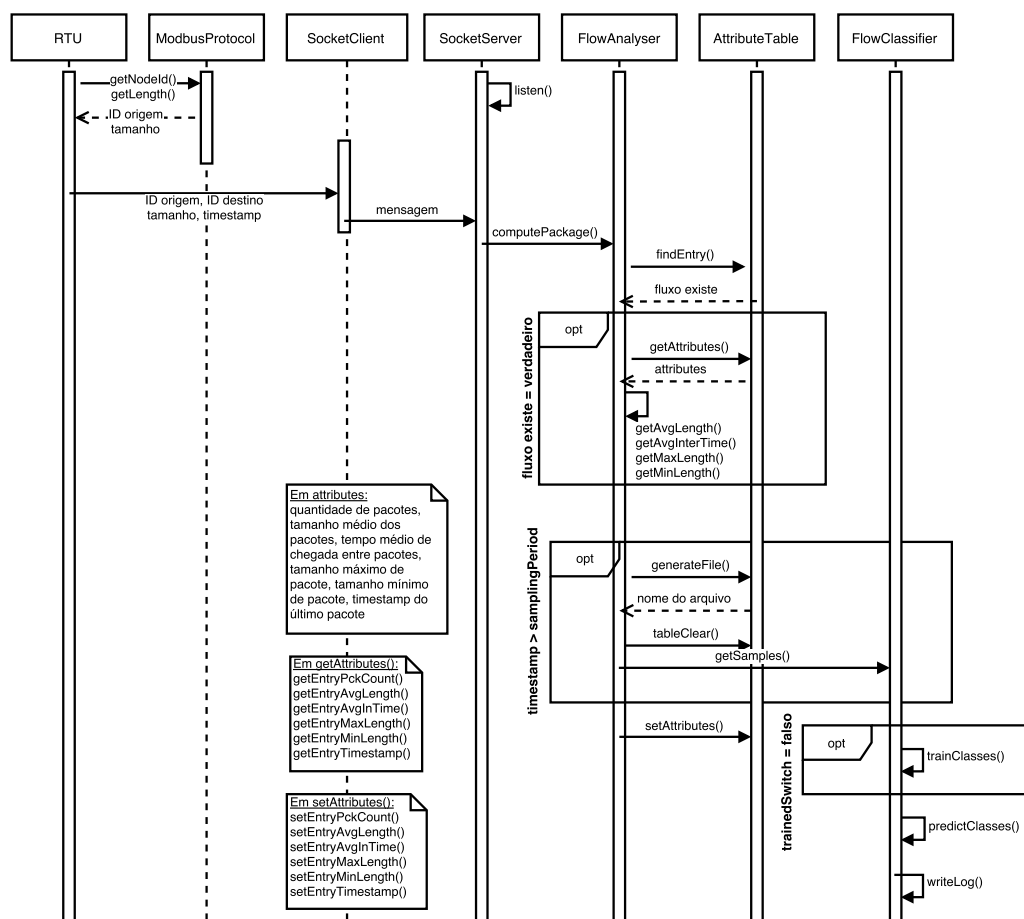 RTU
ModbusProtocol
SocketClient
SocketServer
FlowAnalyser
AttributeTable
FlowClassifier
getNodeId()
getLength()
listen()
ID origem
tamanho
ID origem, ID destino
tamanho, timestamp
mensagem
computePackage()
findEntry()
fluxo existe
fluxo existe = verdadeiro
opt
getAttributes()
attributes
getAvgLength()
getAvgInterTime()
getMaxLength()
getMinLength()
Em attributes:
quantidade de pacotes,
tamanho médio dos
pacotes, tempo médio de
chegada entre pacotes,
tamanho máximo de
pacote, tamanho mínimo
de pacote, timestamp do
último pacote
timestamp > samplingPeriod
opt
generateFile()
nome do arquivo
tableClear()
getSamples()
Em getAttributes():
getEntryPckCount()
getEntryAvgLength()
getEntryAvgInTime()
getEntryMaxLength()
getEntryMinLength()
getEntryTimestamp()
setAttributes()
trainedSwitch = falso
opt
trainClasses()
Em setAttributes():
setEntryPckCount()
setEntryAvgLength()
setEntryAvgInTime()
setEntryMaxLength()
setEntryMinLength()
setEntryTimestamp()
predictClasses()
writeLog()